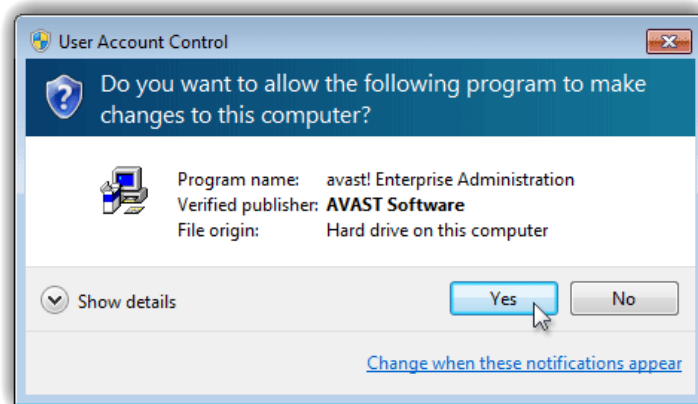 User Account Control
Do you want to allow the following program to make
changes to this computer?
Program name: avast! Enterprise Administration
Verified publisher: AVAST Software
File origin: Hard drive on this computer
Show details
Yes
No
Change when these notifications appear